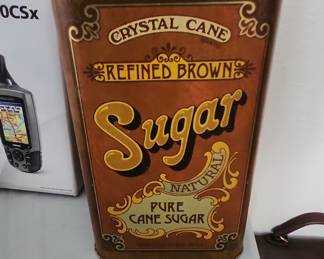 0CSx
CRYSTAL CANE
REFINED BROWN
Sugar
NATURAL
PURE
CANE SUGAR